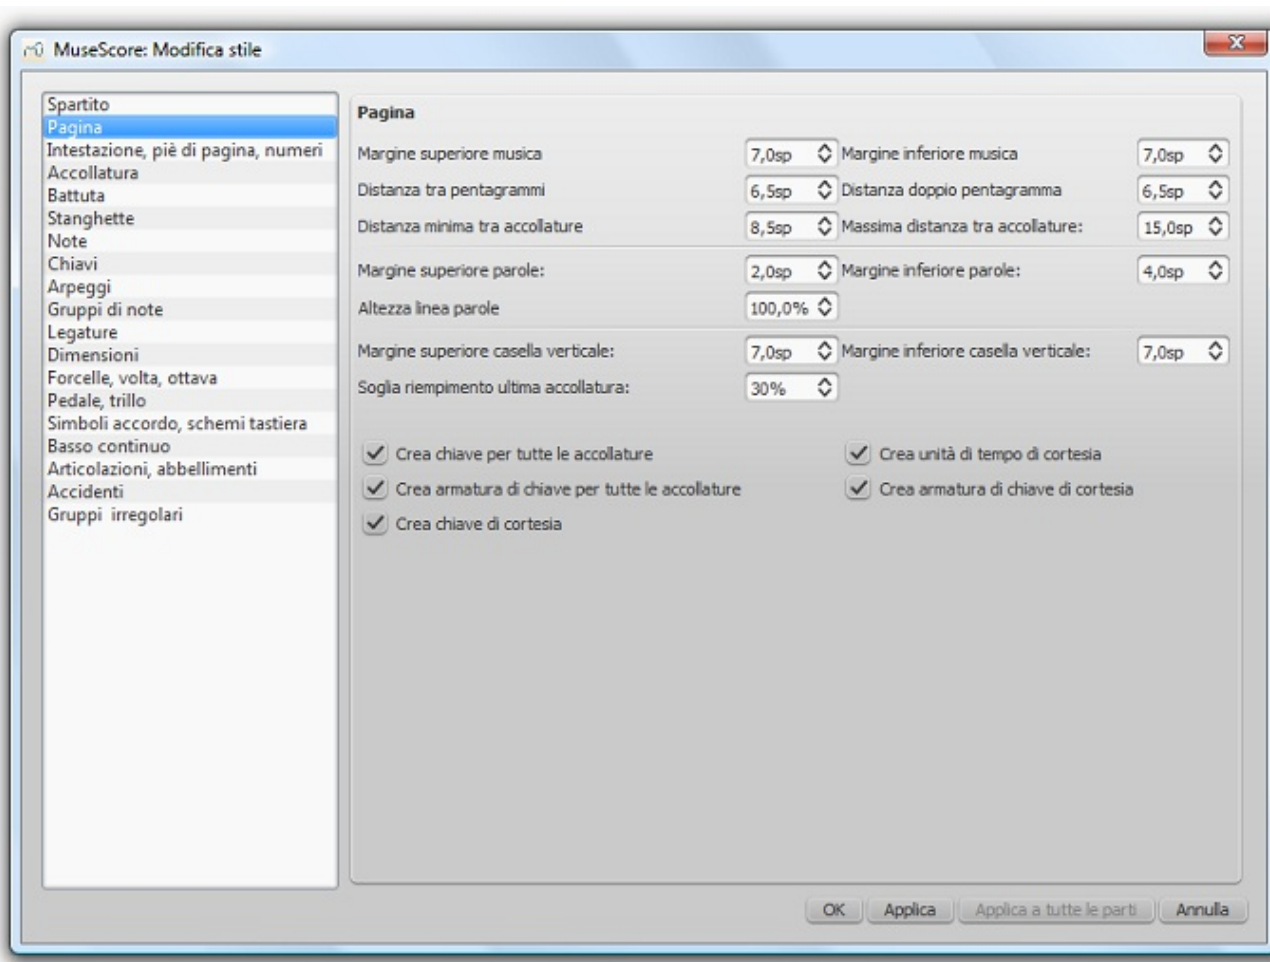 MuseScore: Modifica stile
Spartito
Pagina
Intestazione, piè di pagina, numeri
Accollatura
Battuta
Stanghette
Note
Chiavi
Arpeggi
Gruppi di note
Legature
Dimensioni
Forcelle, volta, ottava
Pedale, trillo
Simboli accordo, schemi tastiera
Basso continuo
Articolazioni, abbellimenti
Accidenti
Gruppi irregolari
Pagina
Margine superiore musica 7,0sp Margine inferiore musica 7,0sp
Distanza tra pentagrammi 6,5sp Distanza doppio pentagramma 6,5sp
Distanza minima tra accollature 8,5sp Massima distanza tra accollature: 15,0sp
Margine superiore parole: 2,0sp Margine inferiore parole: 4,0sp
Altezza linea parole 100,0%
Margine superiore casella verticale: 7,0sp Margine inferiore casella verticale: 7,0sp
Soglia riempimento ultima accollatura: 30%
Crea chiave per tutte le accollature Crea unità di tempo di cortesia
Crea armatura di chiave per tutte le accollature Crea armatura di chiave di cortesia
Crea chiave di cortesia
OK Applica Applica a tutte le parti Annulla